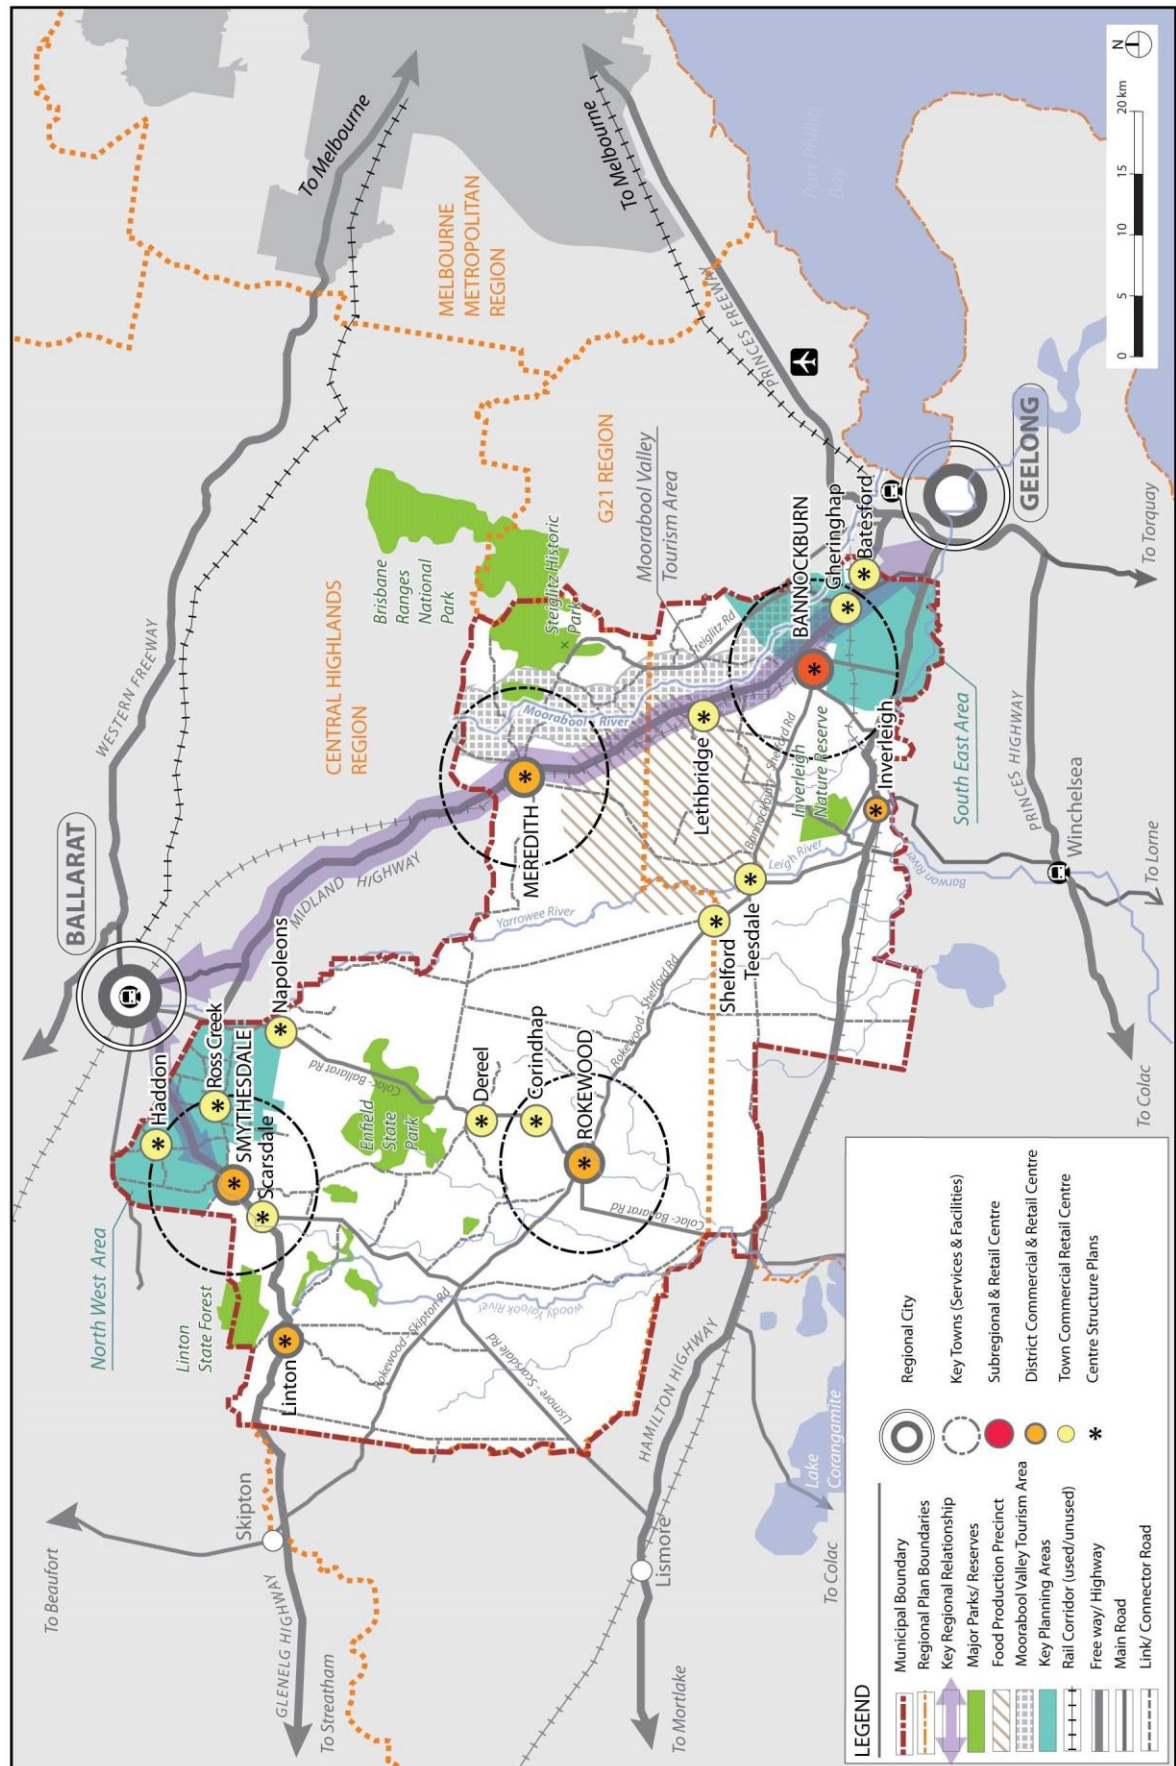 To Melbourne
To Melbourne
MELBOURNE
METROPOLITAN
REGION
Port Phillip
Bay
N
0
5
10
15
20 km
WESTERN FREEWAY
CENTRAL HIGHLANDS
REGION
G21 REGION
PRINCES FREEWAY
Brisbane
Ranges
National
Park
Steiglitz Historic
Park
Moorabool Valley
Tourism Area
Steiglitz Rd
Moorabool River
BALLARAT
MIDLAND HIGHWAY
MEREDITH
Lethbridge
BANNOCKBURN
Gheringhap
Batesford
GEELONG
To Torquay
Bannockburn - Shelford Rd
Inverleigh
Nature Reserve
Inverleigh
South East Area
PRINCES HIGHWAY
Winchelsea
To Lorne
Leigh River
Barwon River
Yarrowee River
Teesdale
Shelford
Rokewood - Shelford Rd
To Colac
Napoleons
Ross Creek
Haddon
SMYTHESDALE
Scarsdale
North West Area
Colac- Ballarat Rd
Enfield
State
Park
Dereel
Corindhap
ROKEWOOD
Colac- Ballarat Rd
Linton
State Forest
Linton
Woody Yaloak River
Rokewood - Skipton Rd
Lismore - Scarsdale Rd
HAMILTON HIGHWAY
Skipton
To Beaufort
GLENELG HIGHWAY
To Streatham
Lismore
To Mortlake
Lake
Corangamite
To Colac
LEGEND
Municipal Boundary
Regional Plan Boundaries
Key Regional Relationship
Major Parks/ Reserves
Food Production Precinct
Moorabool Valley Tourism Area
Key Planning Areas
Rail Corridor (used/unused)
Free way/ Highway
Main Road
Link/ Connector Road
Regional City
Key Towns (Services & Facilities)
Subregional & Retail Centre
District Commercial & Retail Centre
Town Commercial Retail Centre
Centre Structure Plans